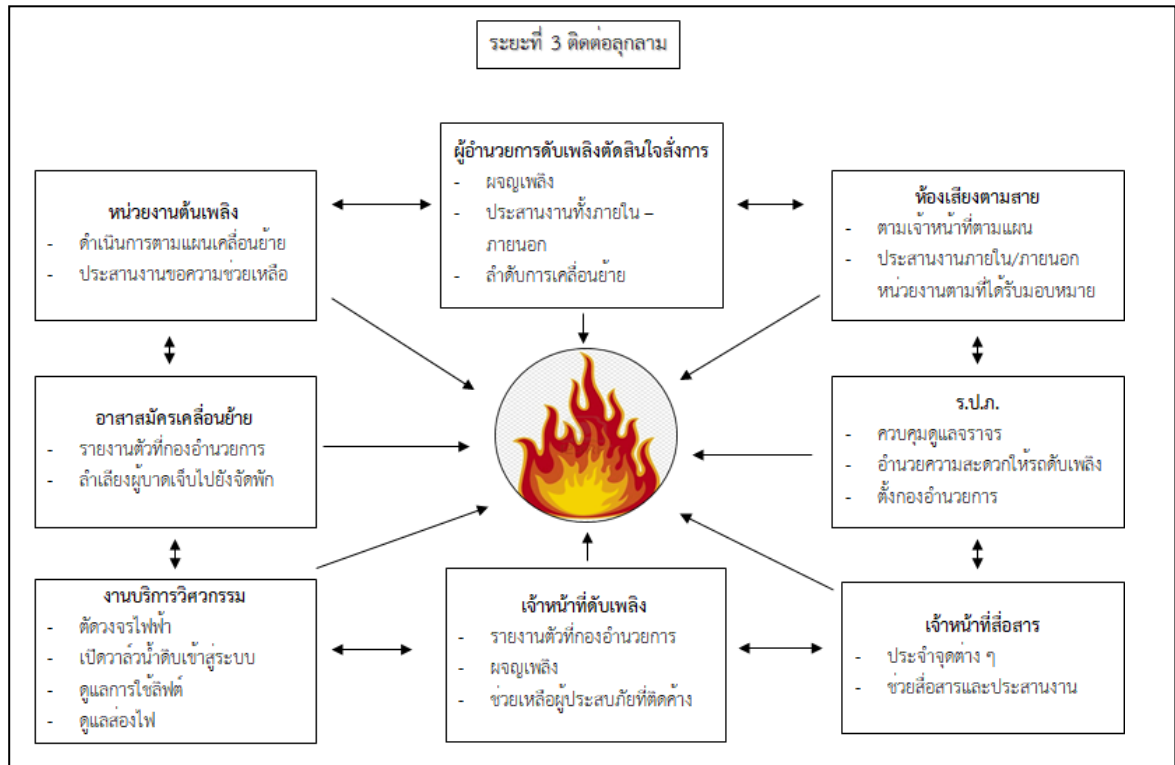 ระยะที่ 3 ติดต่อลุกลาม
ผู้อำนวยการดับเพลิงตัดสินใจสั่งการ
- ผจญเพลิง
- ประสานงานทั้งภายใน –
ภายนอก
- ลำดับการเคลื่อนย้าย
หน่วยงานต้นเพลิง
- ดำเนินการตามแผนเคลื่อนย้าย
- ประสานงานขอความช่วยเหลือ
ห้องเสียงตามสาย
- ตามเจ้าหน้าที่ตามแผน
- ประสานงานภายใน/ภายนอก
หน่วยงานตามที่ได้รับมอบหมาย
อาสาสมัครเคลื่อนย้าย
- รายงานตัวที่กองอำนวยการ
- ลำเลียงผู้บาดเจ็บไปยังจัดพัก
ร.ป.ภ.
- ควบคุมดูแลจราจร
- อำนวยความสะดวกให้รถดับเพลิง
- ตั้งกองอำนวยการ
งานบริการวิศวกรรม
- ตัดวงจรไฟฟ้า
- เปิดวาล์วน้ำดิบเข้าสู่ระบบ
- ดูแลการใช้ลิฟต์
- ดูแลส่องไฟ
เจ้าหน้าที่ดับเพลิง
- รายงานตัวที่กองอำนวยการ
- ผจญเพลิง
- ช่วยเหลือผู้ประสบภัยที่ติดค้าง
เจ้าหน้าที่สื่อสาร
- ประจำจุดต่าง ๆ
- ช่วยสื่อสารและประสานงาน